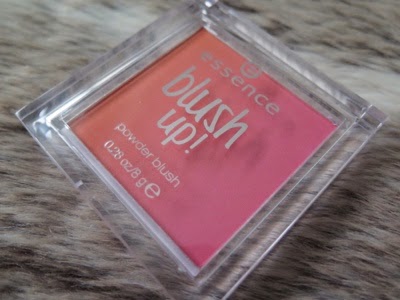 essence
blush
up!
powder blush
0.28 oz/8 g ℮